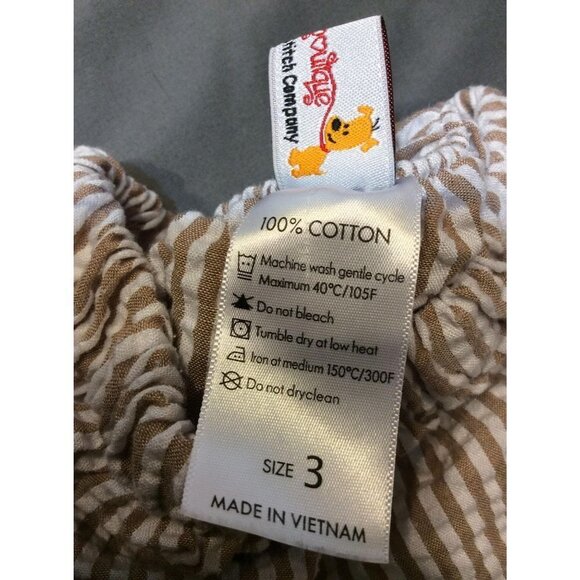 fitch Company
100% COTTON
Machine wash gentle cycle
Maximum 40°C/105F
Do not bleach
Tumble dry at low heat
Iron at medium 150°C/300F
Do not dryclean
SIZE 3
MADE IN VIETNAM